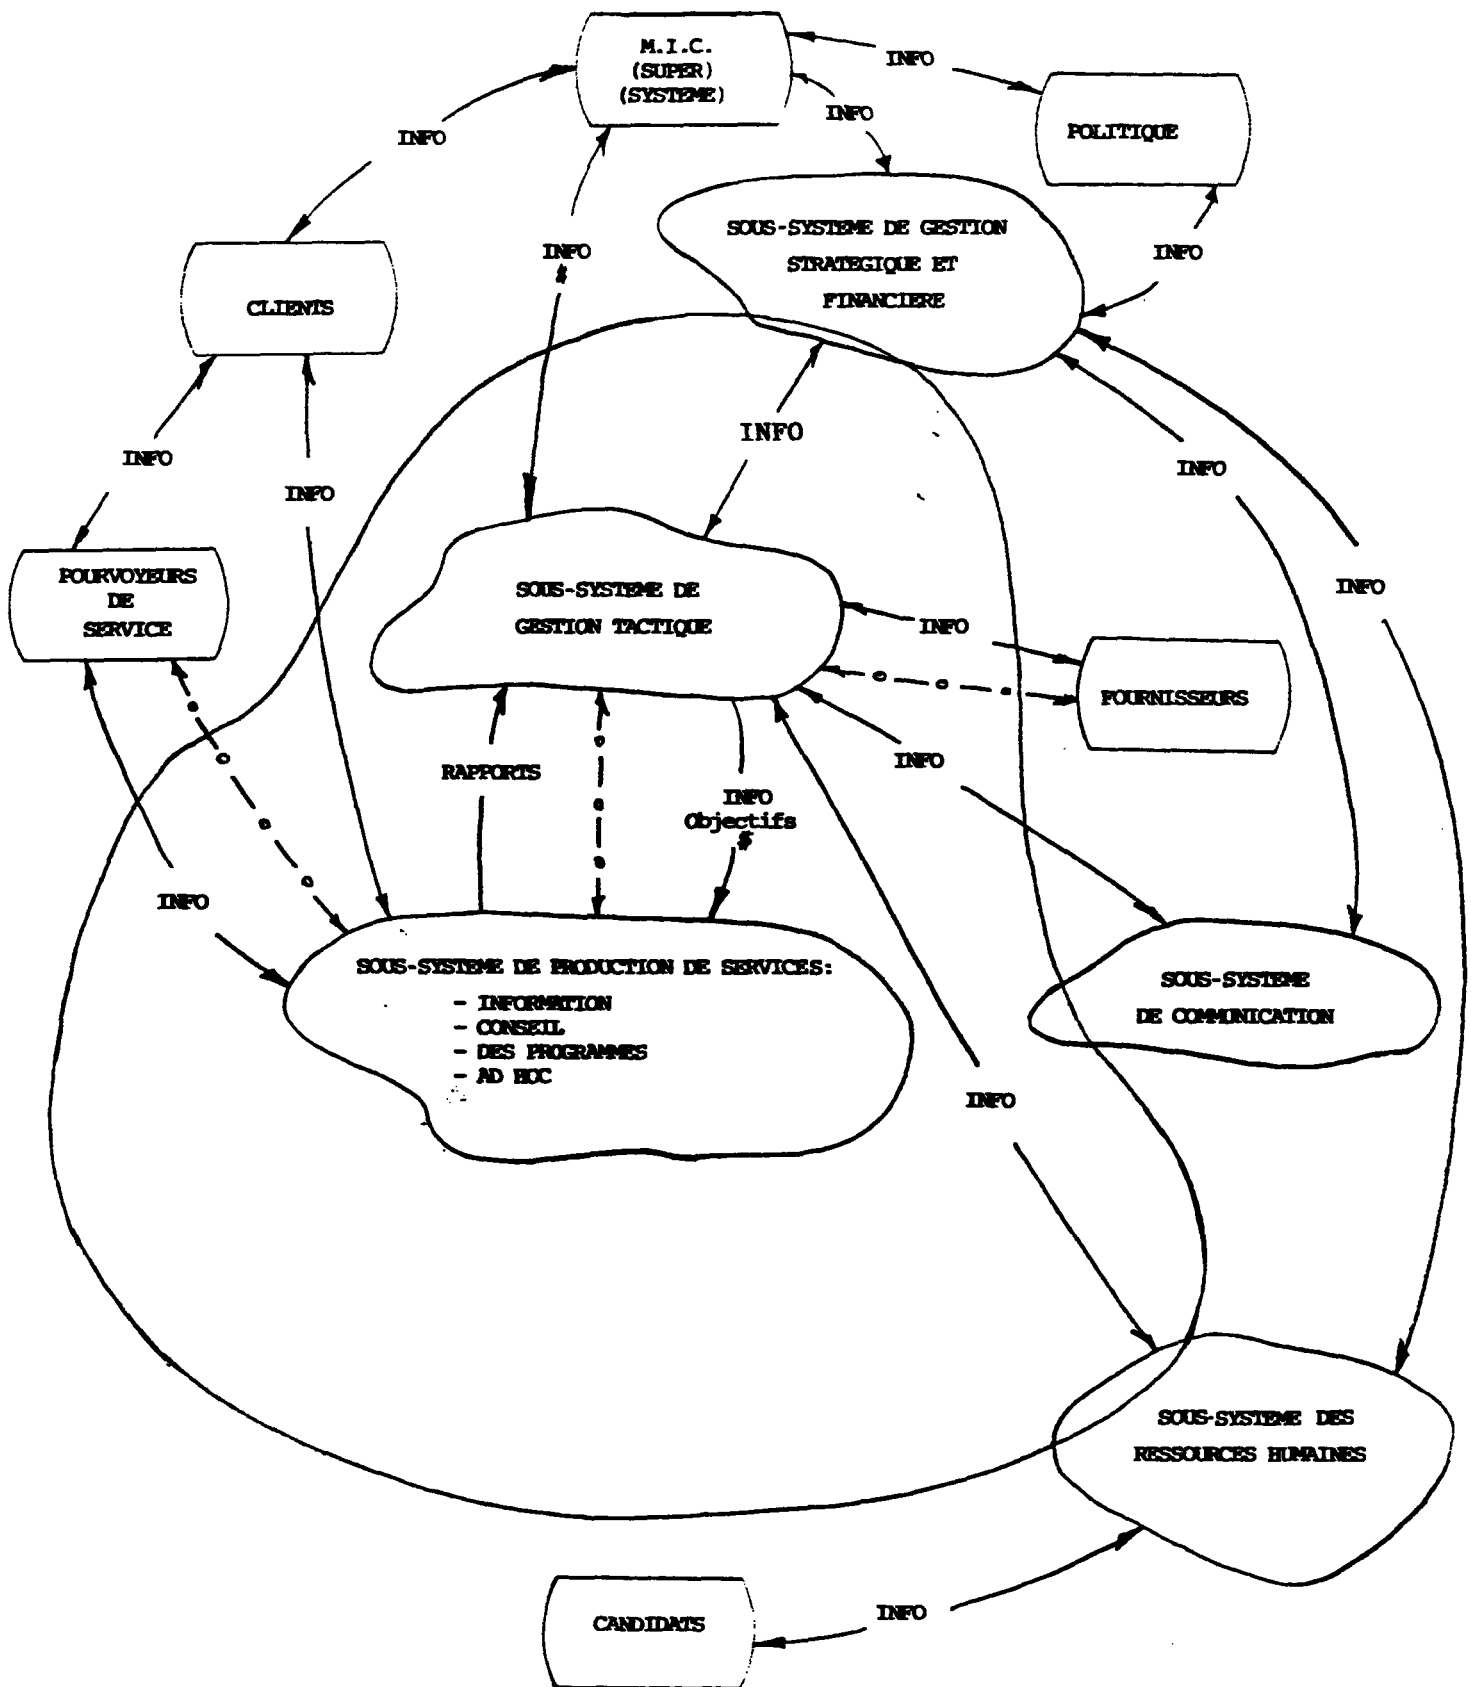 M.I.C.
(SUPER)
(SYSTEME)
INFO
POLITIQUE
INFO
INFO
SOUS-SYSTEME DE GESTION
STRATEGIQUE ET
FINANCIERE
INFO
$
INFO
CLIENTS
INFO
INFO
INFO
INFO
POURVOYEURS
DE
SERVICE
SOUS-SYSTEME DE
GESTION TACTIQUE
INFO
INFO
FOURNISSEURS
INFO
RAPPORTS
INFO
Objectifs
$
INFO
SOUS-SYSTEME DE PRODUCTION DE SERVICES:
- INFORMATION
- CONSEIL
- DES PROGRAMMES
- AD HOC
SOUS-SYSTEME
DE COMMUNICATION
INFO
SOUS-SYSTEME DES
RESSOURCES HUMAINES
CANDIDATS
INFO
INFO